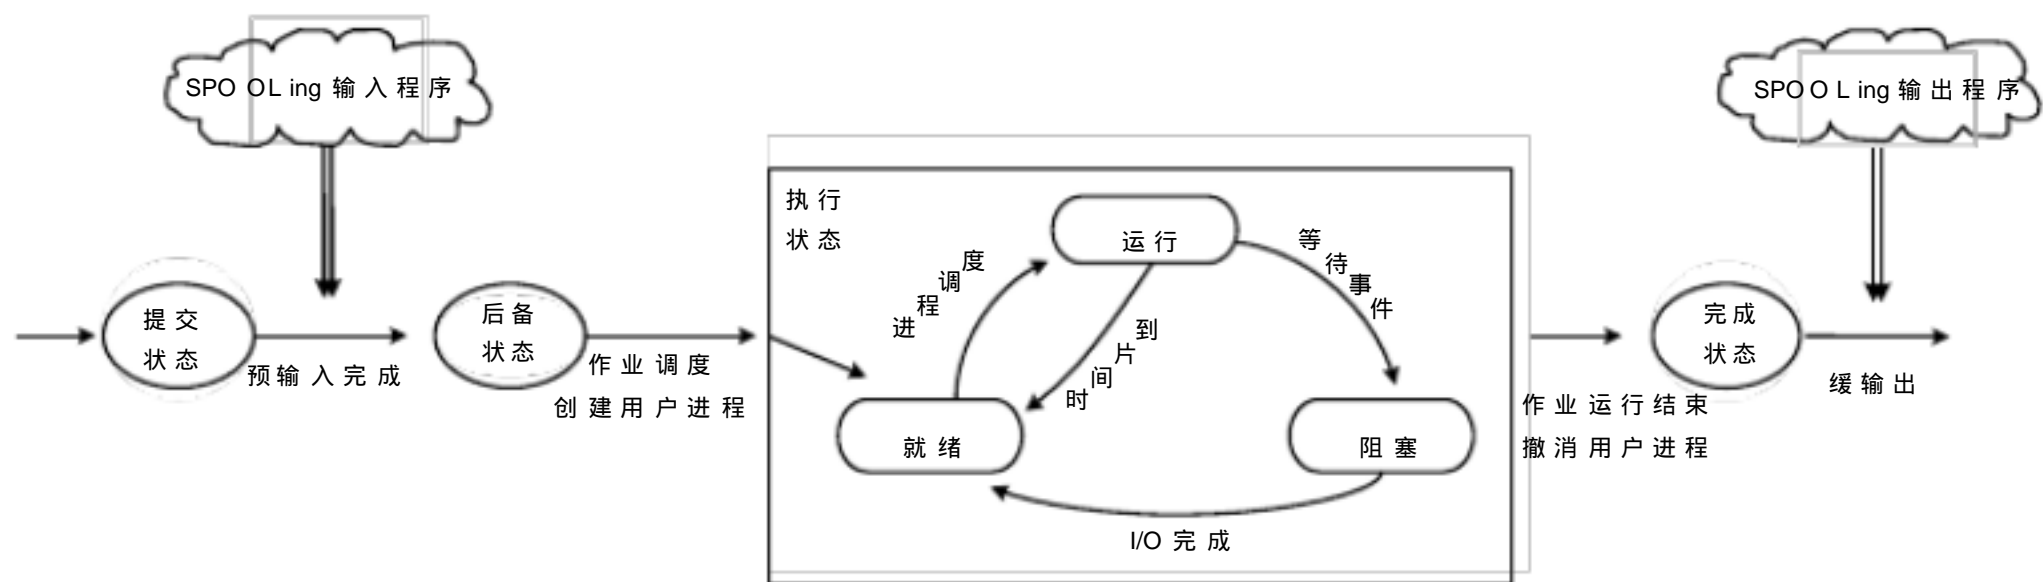 SPOOLing 输入程序
SPOOLing 输出程序
执行
状态
运行
等待事件
进程调度
时间片到
提交
状态
预输入完成
后备
状态
作业调度
创建用户进程
就绪
阻塞
I/O 完成
作业运行结束
撤消用户进程
完成
状态
缓输出